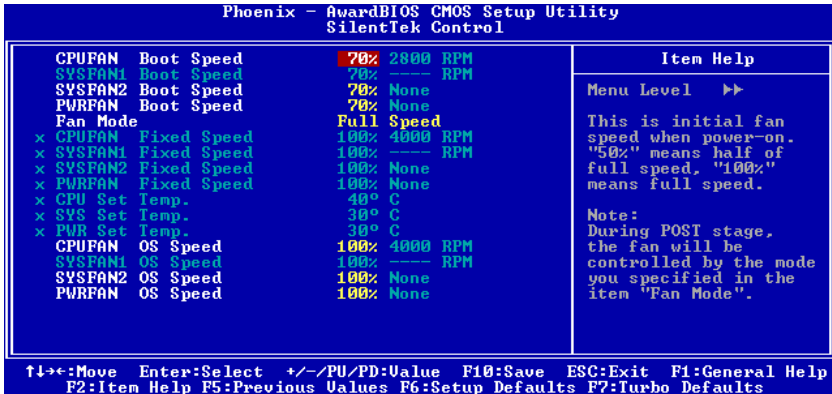 Phoenix - AwardBIOS CMOS Setup Utility
SilentTek Control
CPUFAN Boot Speed 70% 2800 RPM
SYSFAN1 Boot Speed 70% ---- RPM
SYSFAN2 Boot Speed 70% None
PWRFAN Boot Speed 70% None
Fan Mode Full Speed
x CPUFAN Fixed Speed 100% 4000 RPM
x SYSFAN1 Fixed Speed 100% ---- RPM
x SYSFAN2 Fixed Speed 100% None
x PWRFAN Fixed Speed 100% None
x CPU Set Temp. 40° C
x SYS Set Temp. 30° C
x PWR Set Temp. 30° C
CPUFAN OS Speed 100% 4000 RPM
SYSFAN1 OS Speed 100% ---- RPM
SYSFAN2 OS Speed 100% None
PWRFAN OS Speed 100% None
Item Help
Menu Level ▶▶
This is initial fan
speed when power-on.
"50%" means half of
full speed, "100%"
means full speed.
Note:
During POST stage,
the fan will be
controlled by the mode
you specified in the
item "Fan Mode".
↑↓→←:Move Enter:Select +/-/PU/PD:Value F10:Save ESC:Exit F1:General Help
F2:Item Help F5:Previous Values F6:Setup Defaults F7:Turbo Defaults